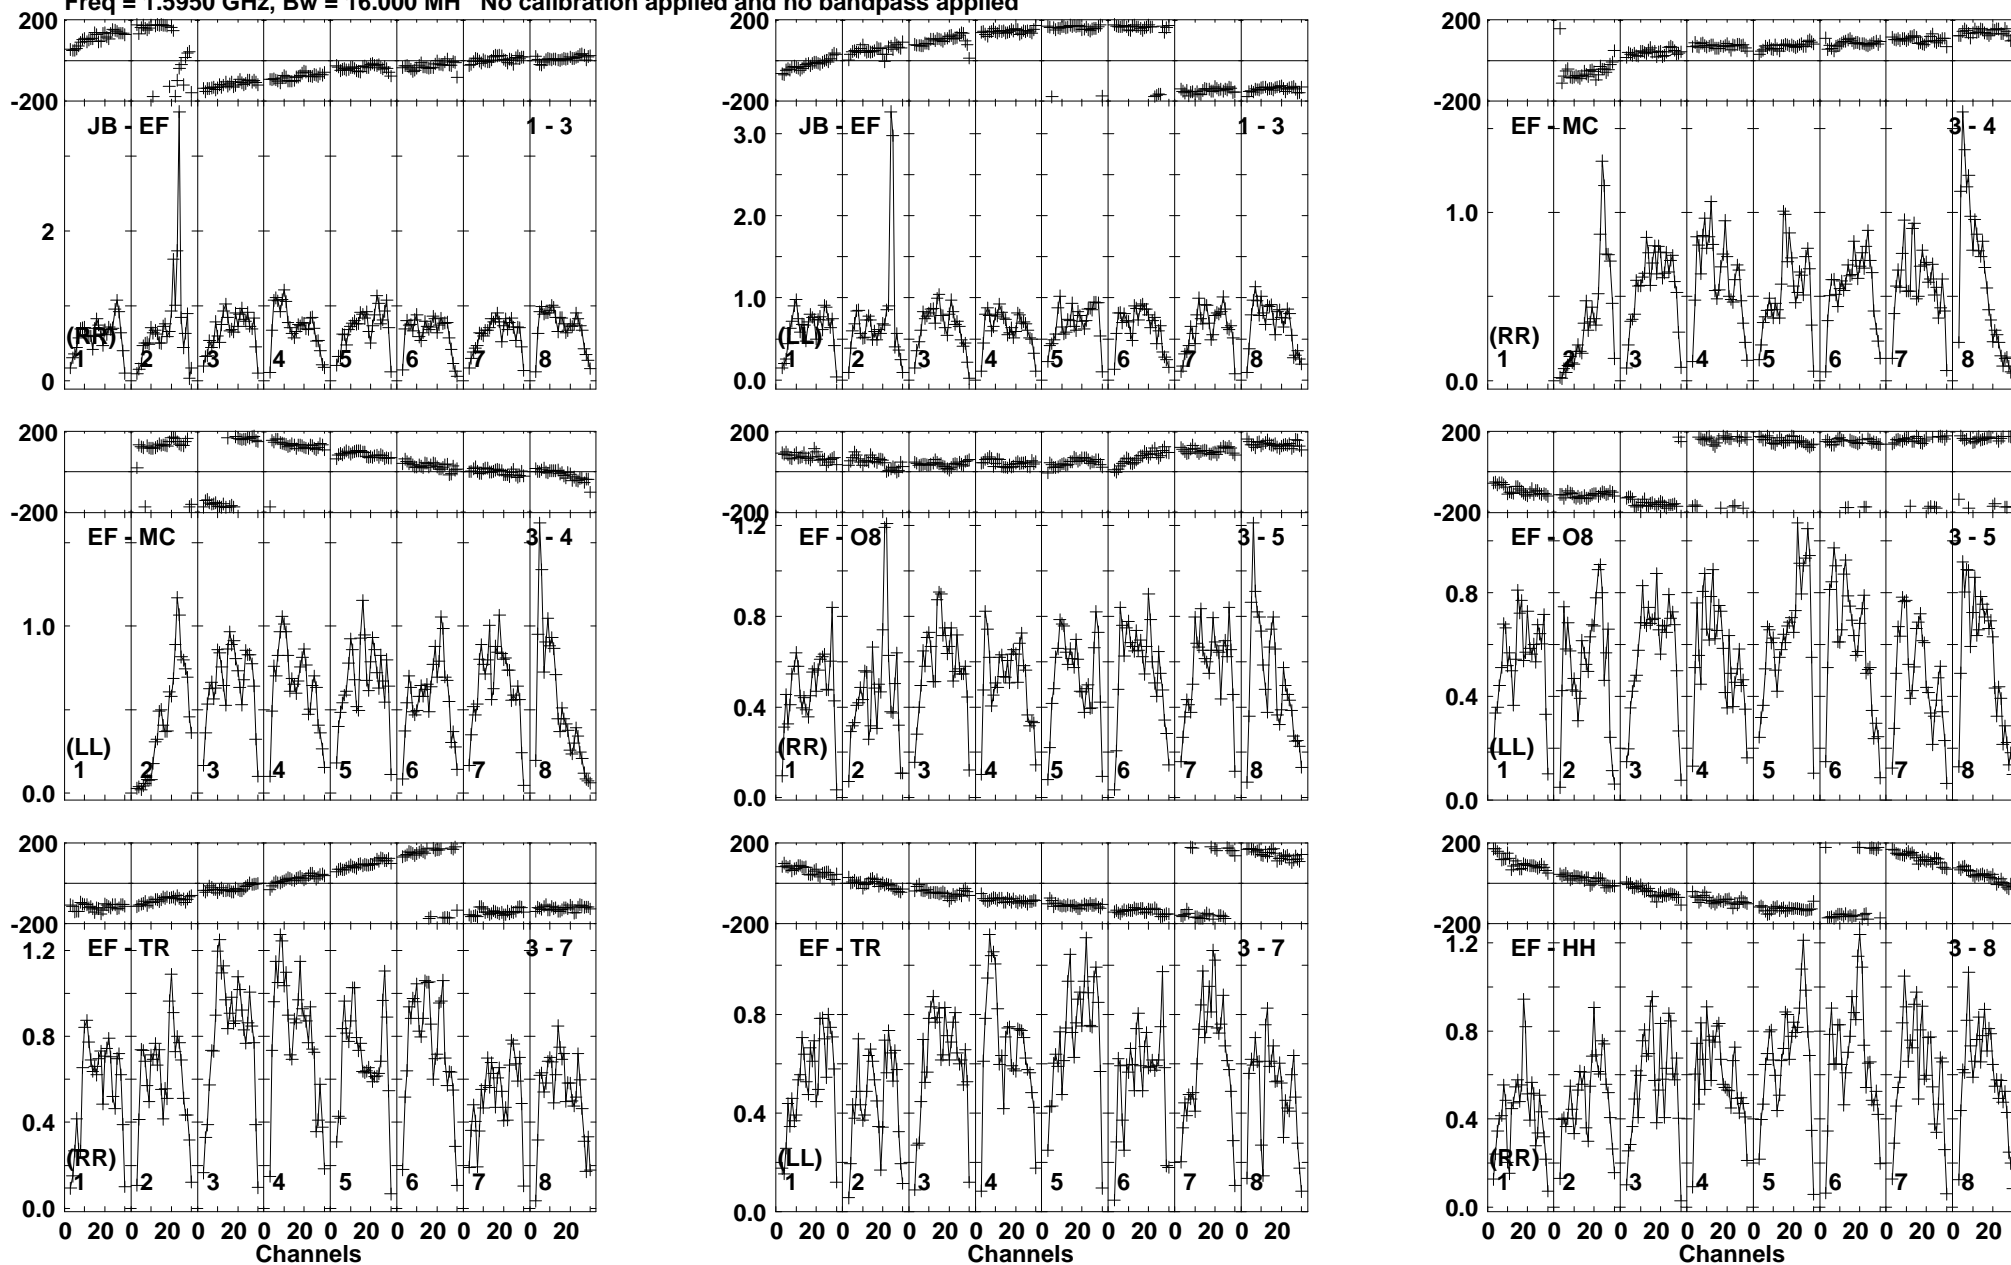 Freq = 1.5950 GHz, Bw = 16.000 MH No calibration applied and no bandpass applied
200 200 200
-200 -200 -200
JB - EF 1 - 3 JB - EF 1 - 3 EF - MC 3 - 4
3.0
2 2.0
1.0 1.0
(RR) (LL) (RR)
1 2 3 4 5 6 7 8 1 2 3 4 5 6 7 8 1 2 3 4 5 6 7 8
0 0.0 0.0
200 200 200
-200 -200 -200
EF - MC 3 - 4 EF - O8 3 - 5 EF - O8 3 - 5
1.2
1.0 0.8 0.8
0.4 0.4
(LL) (RR) (LL)
1 2 3 4 5 6 7 8 1 2 3 4 5 6 7 8 1 2 3 4 5 6 7 8
0.0 0.0 0.0
200 200 200
-200 -200 -200
EF - TR 3 - 7 EF - TR 3 - 7 EF - HH 3 - 8
1.2 1.2
0.8 0.8 0.8
0.4 0.4 0.4
(RR) (LL) (RR)
1 2 3 4 5 6 7 8 1 2 3 4 5 6 7 8 1 2 3 4 5 6 7 8
0.0 0.0 0.0
0 20 0 20 0 20 0 20 0 20 0 20 0 20 0 20 0 20 0 20 0 20 0 20 0 20 0 20 0 20 0 20 0 20 0 20 0 20 0 20 0 20 0 20 0 20 0 20
Channels Channels Channels